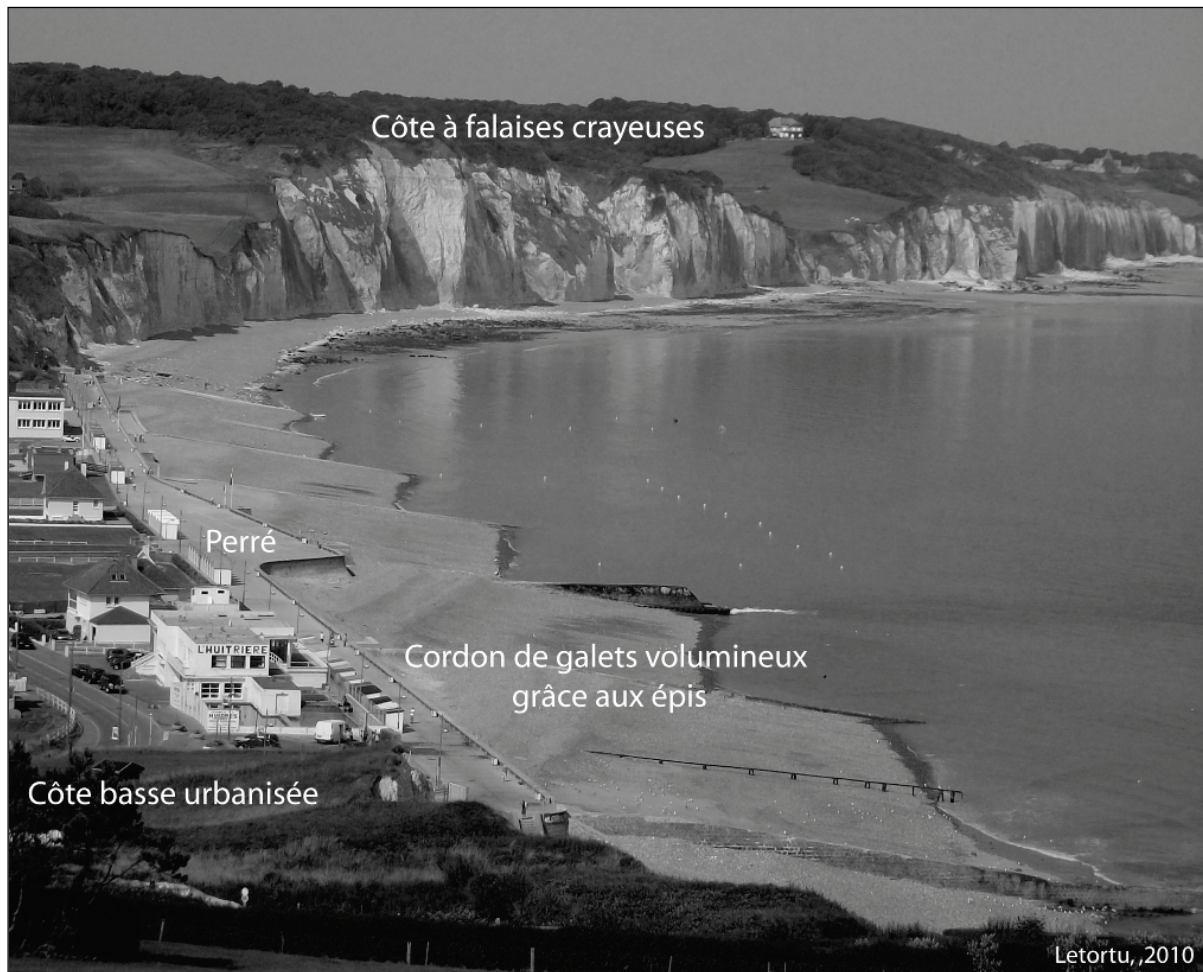 Côte à falaises crayeuses
Perré
L'HUITRIERE
Cordon de galets volumineux
grâce aux épis
Côte basse urbanisée
Letortu, ,2010